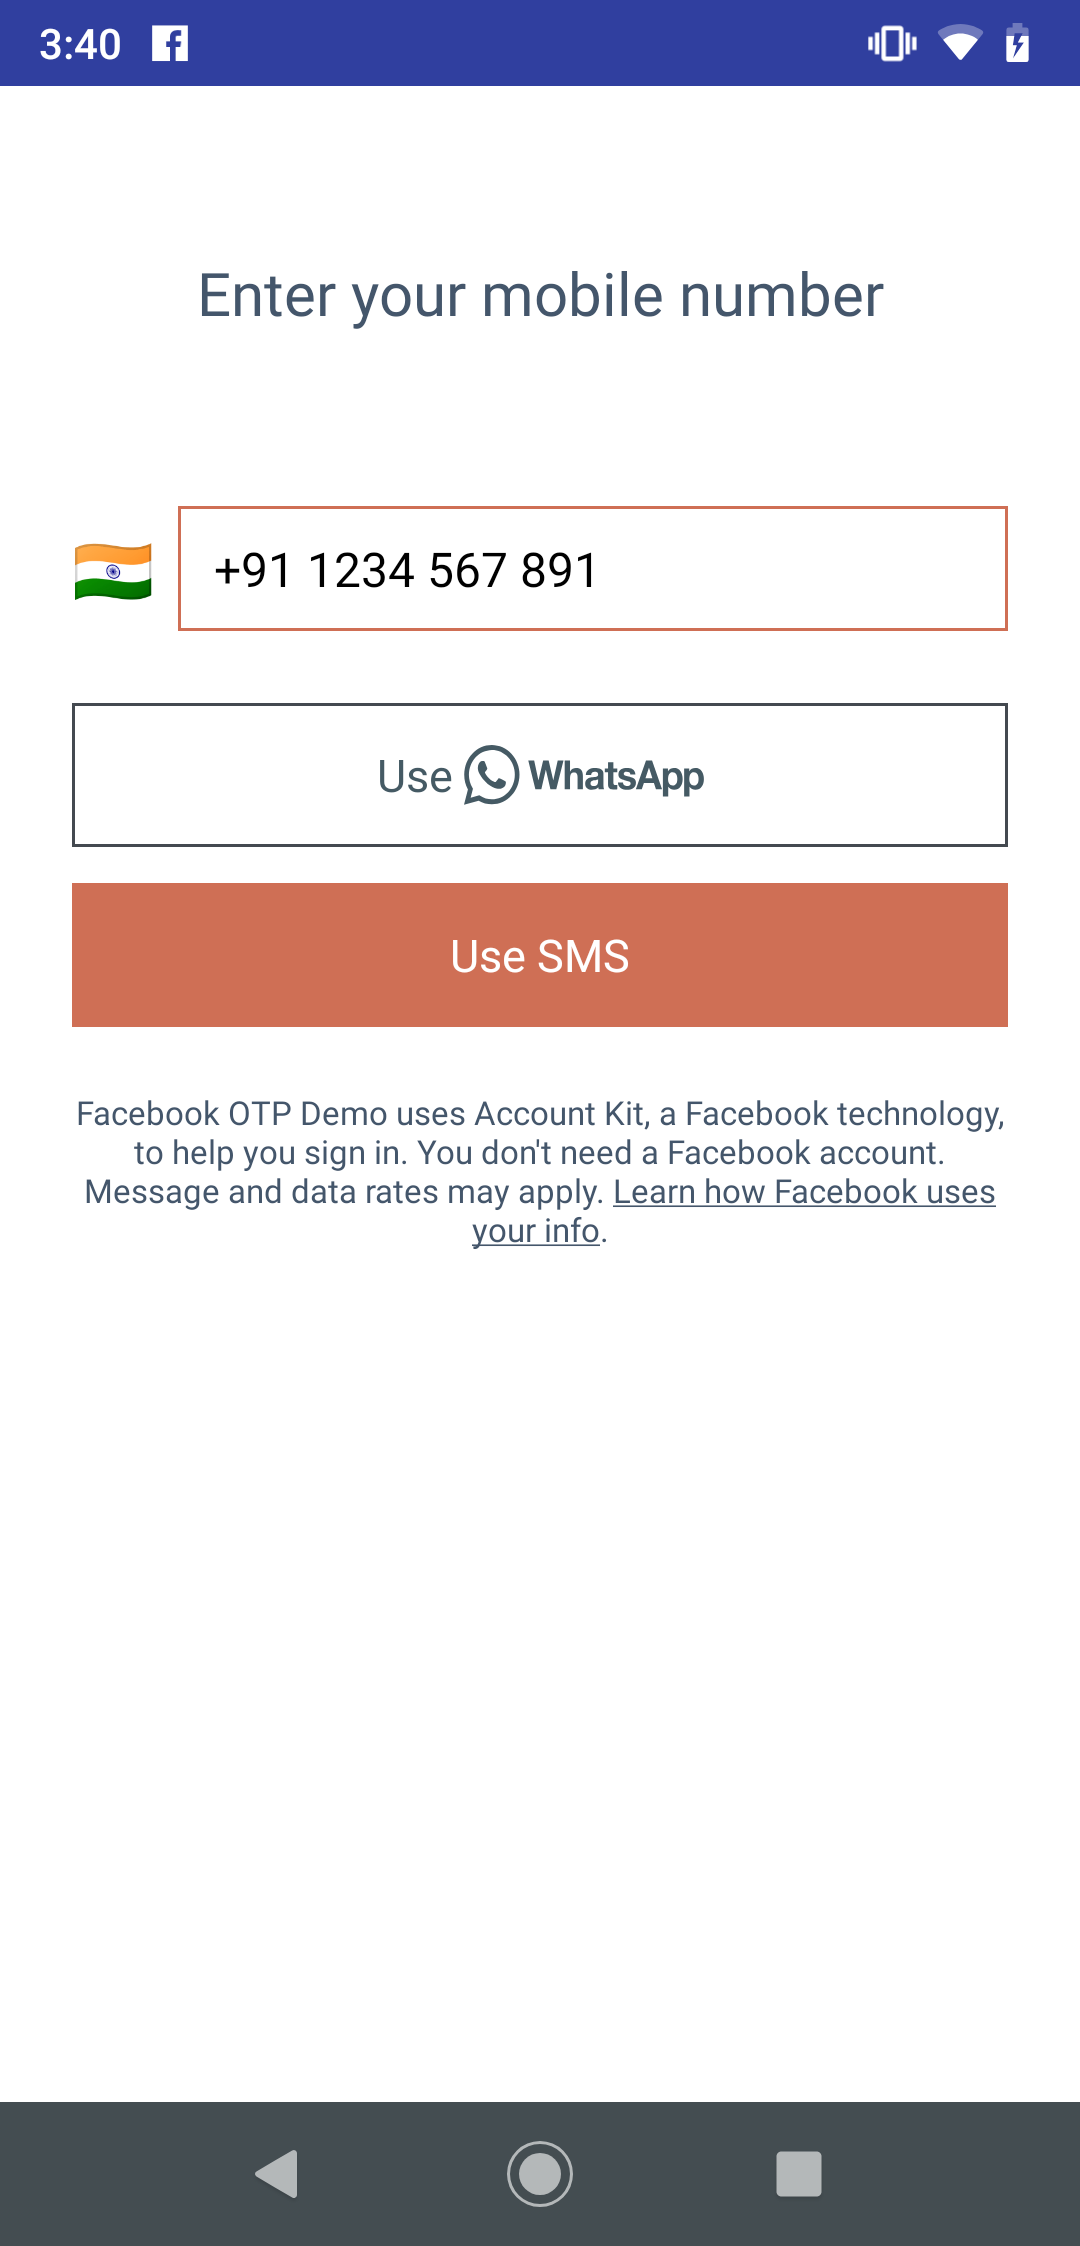 3:40
Enter your mobile number
+91 1234 567 891
Use WhatsApp
Use SMS
Facebook OTP Demo uses Account Kit, a Facebook technology,
to help you sign in. You don't need a Facebook account.
Message and data rates may apply. Learn how Facebook uses
your info.